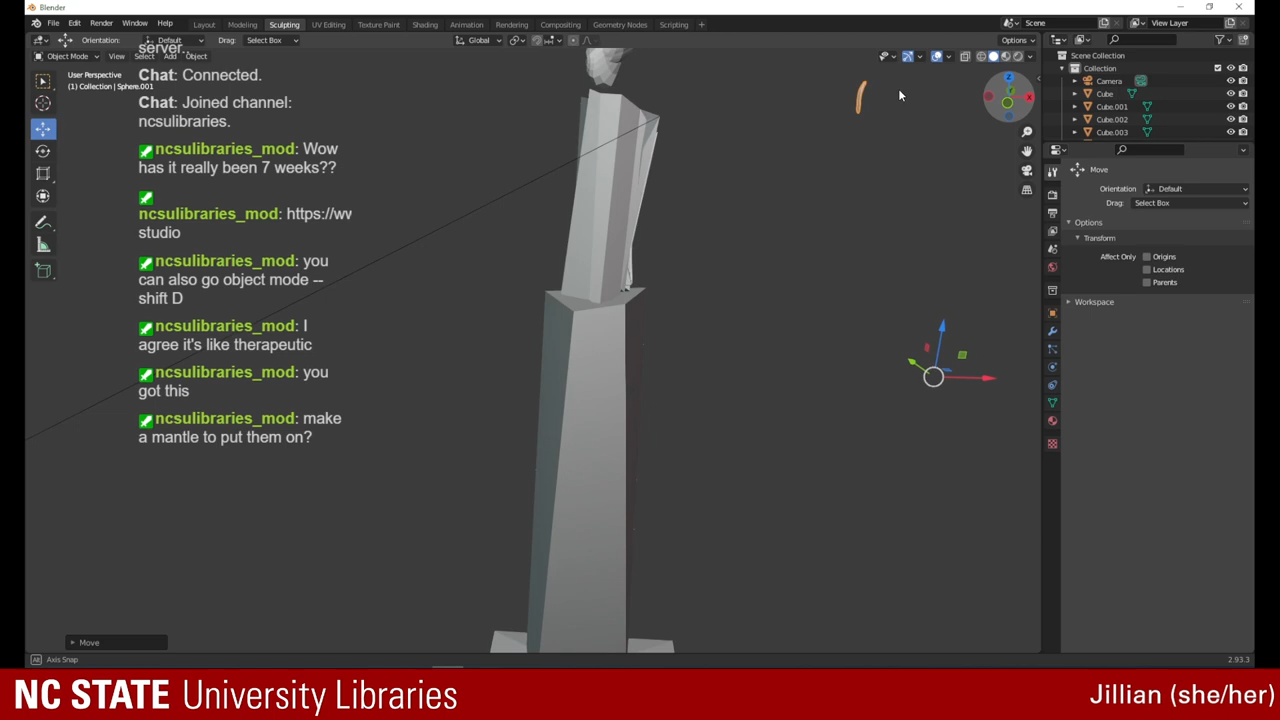 Blender
File Edit Render Window Help Layout Modeling Sculpting UV Editing Texture Paint Shading Animation Rendering Compositing Geometry Nodes Scripting + Scene View Layer
Orientation: Default Drag: Select Box Global Options
Object Mode View Select Add Object
server..
User Perspective
(1) Collection | Sphere.001
Chat: Connected.
Chat: Joined channel:
ncsulibraries.
ncsulibraries_mod: Wow
has it really been 7 weeks??
ncsulibraries_mod: https://ww
studio
ncsulibraries_mod: you
can also go object mode --
shift D
ncsulibraries_mod: I
agree it's like therapeutic
ncsulibraries_mod: you
got this
ncsulibraries_mod: make
a mantle to put them on?
Z
X
Y
Scene Collection
Collection
Camera
Cube
Cube.001
Cube.002
Cube.003
Move
Orientation Default
Drag: Select Box
Options
Transform
Affect Only Origins
Locations
Parents
Workspace
Move
Alt Axis Snap
2.93.3
NC STATE University Libraries
Jillian (she/her)